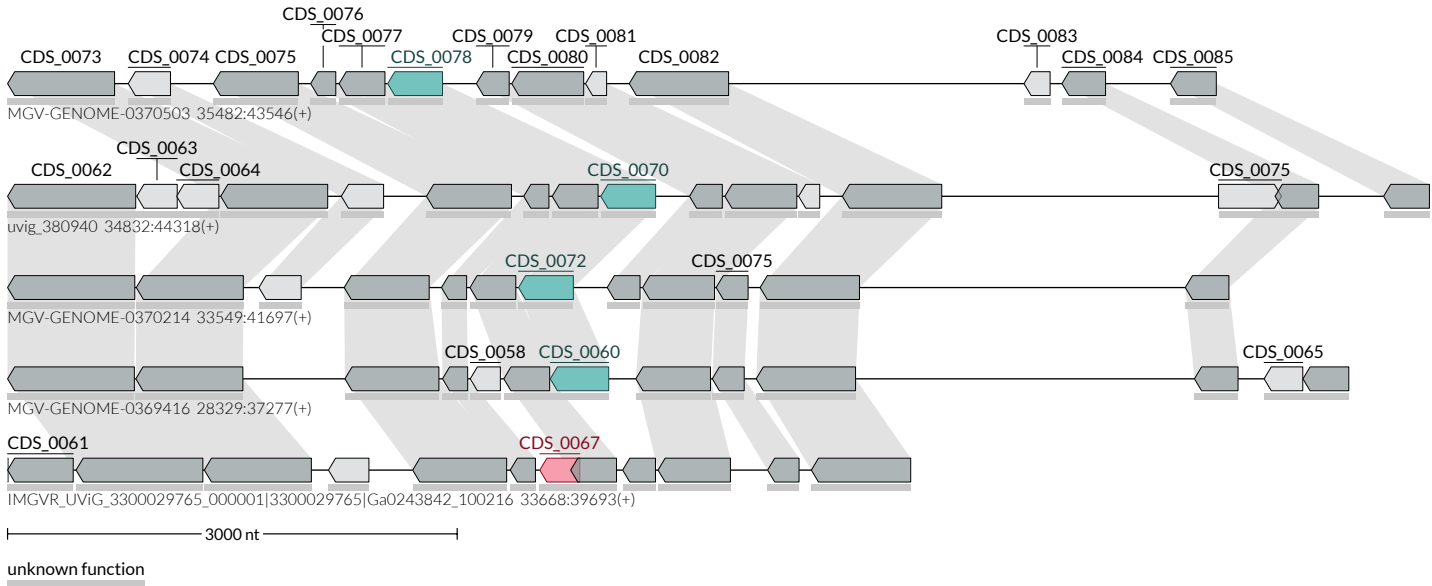 CDS_0076
CDS_0077 CDS_0079 CDS_0081 CDS_0083
CDS_0073 CDS_0074 CDS_0075 CDS_0078 CDS_0080 CDS_0082 CDS_0084 CDS_0085
MGV-GENOME-0370503 35482:43546(+)
CDS_0063
CDS_0062 CDS_0064 CDS_0070 CDS_0075
uvig_380940 34832:44318(+)
CDS_0072 CDS_0075
MGV-GENOME-0370214 33549:41697(+)
CDS_0058 CDS_0060 CDS_0065
MGV-GENOME-0369416 28329:37277(+)
CDS_0061 CDS_0067
IMGVR_UViG_3300029765_000001|3300029765|Ga0243842_100216 33668:39693(+)
3000 nt
unknown function